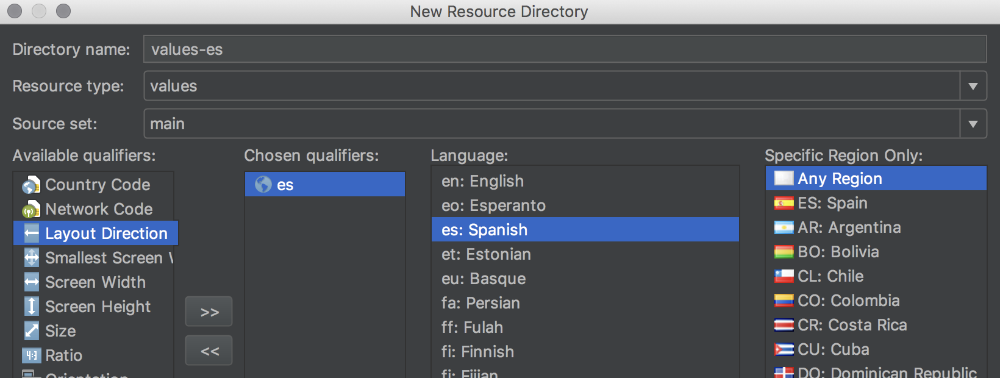 New Resource Directory
Directory name: values-es
Resource type: values
Source set: main
Available qualifiers:
Country Code
Network Code
Layout Direction
Smallest Screen
Screen Width
Screen Height
Size
4:3 Ratio
Orientation
>>
<<
Chosen qualifiers:
es
Language:
en: English
eo: Esperanto
es: Spanish
et: Estonian
eu: Basque
fa: Persian
ff: Fulah
fi: Finnish
fj: Fijian
Specific Region Only:
Any Region
ES: Spain
AR: Argentina
BO: Bolivia
CL: Chile
CO: Colombia
CR: Costa Rica
CU: Cuba
DO: Dominican Republic